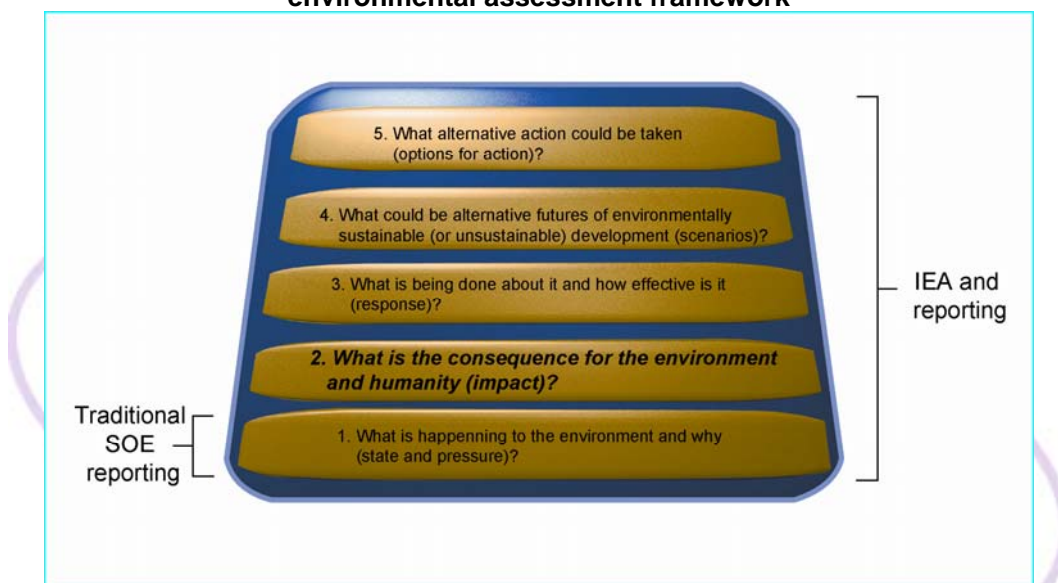 environmental assessment framework
5. What alternative action could be taken
(options for action)?
4. What could be alternative futures of environmentally
sustainable (or unsustainable) development (scenarios)?
3. What is being done about it and how effective is it
(response)?
2. What is the consequence for the environment
and humanity (impact)?
1. What is happenning to the environment and why
(state and pressure)?
Traditional
SOE
reporting
IEA and
reporting